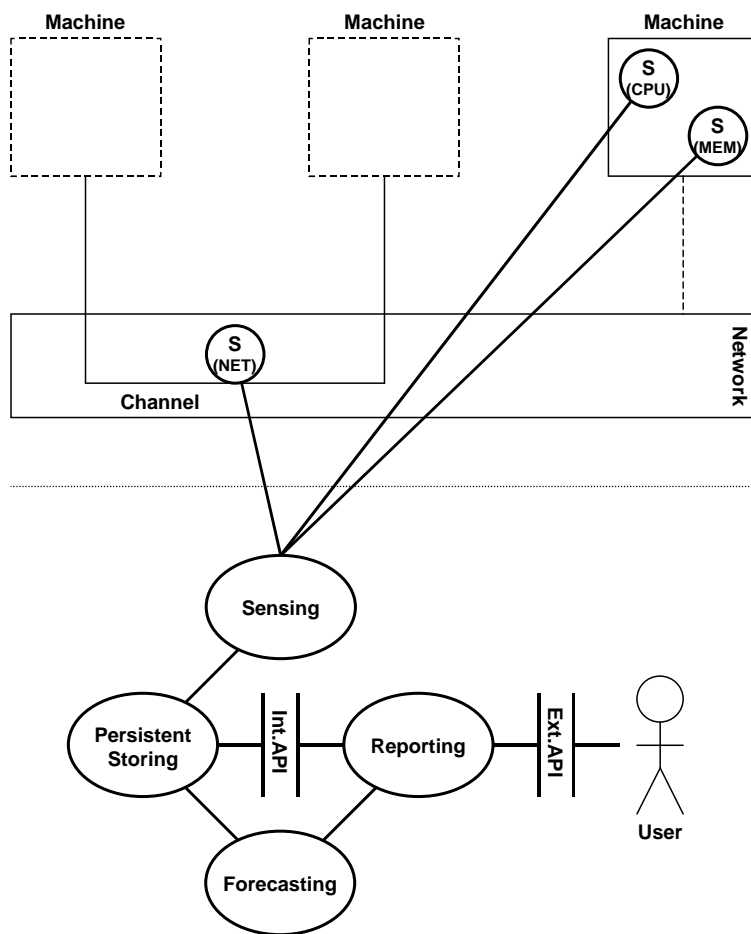 Machine
Machine
Machine
S
(CPU)
S
(MEM)
S
(NET)
Channel
Network
Sensing
Persistent
Storing
Int.API
Reporting
Ext.API
User
Forecasting